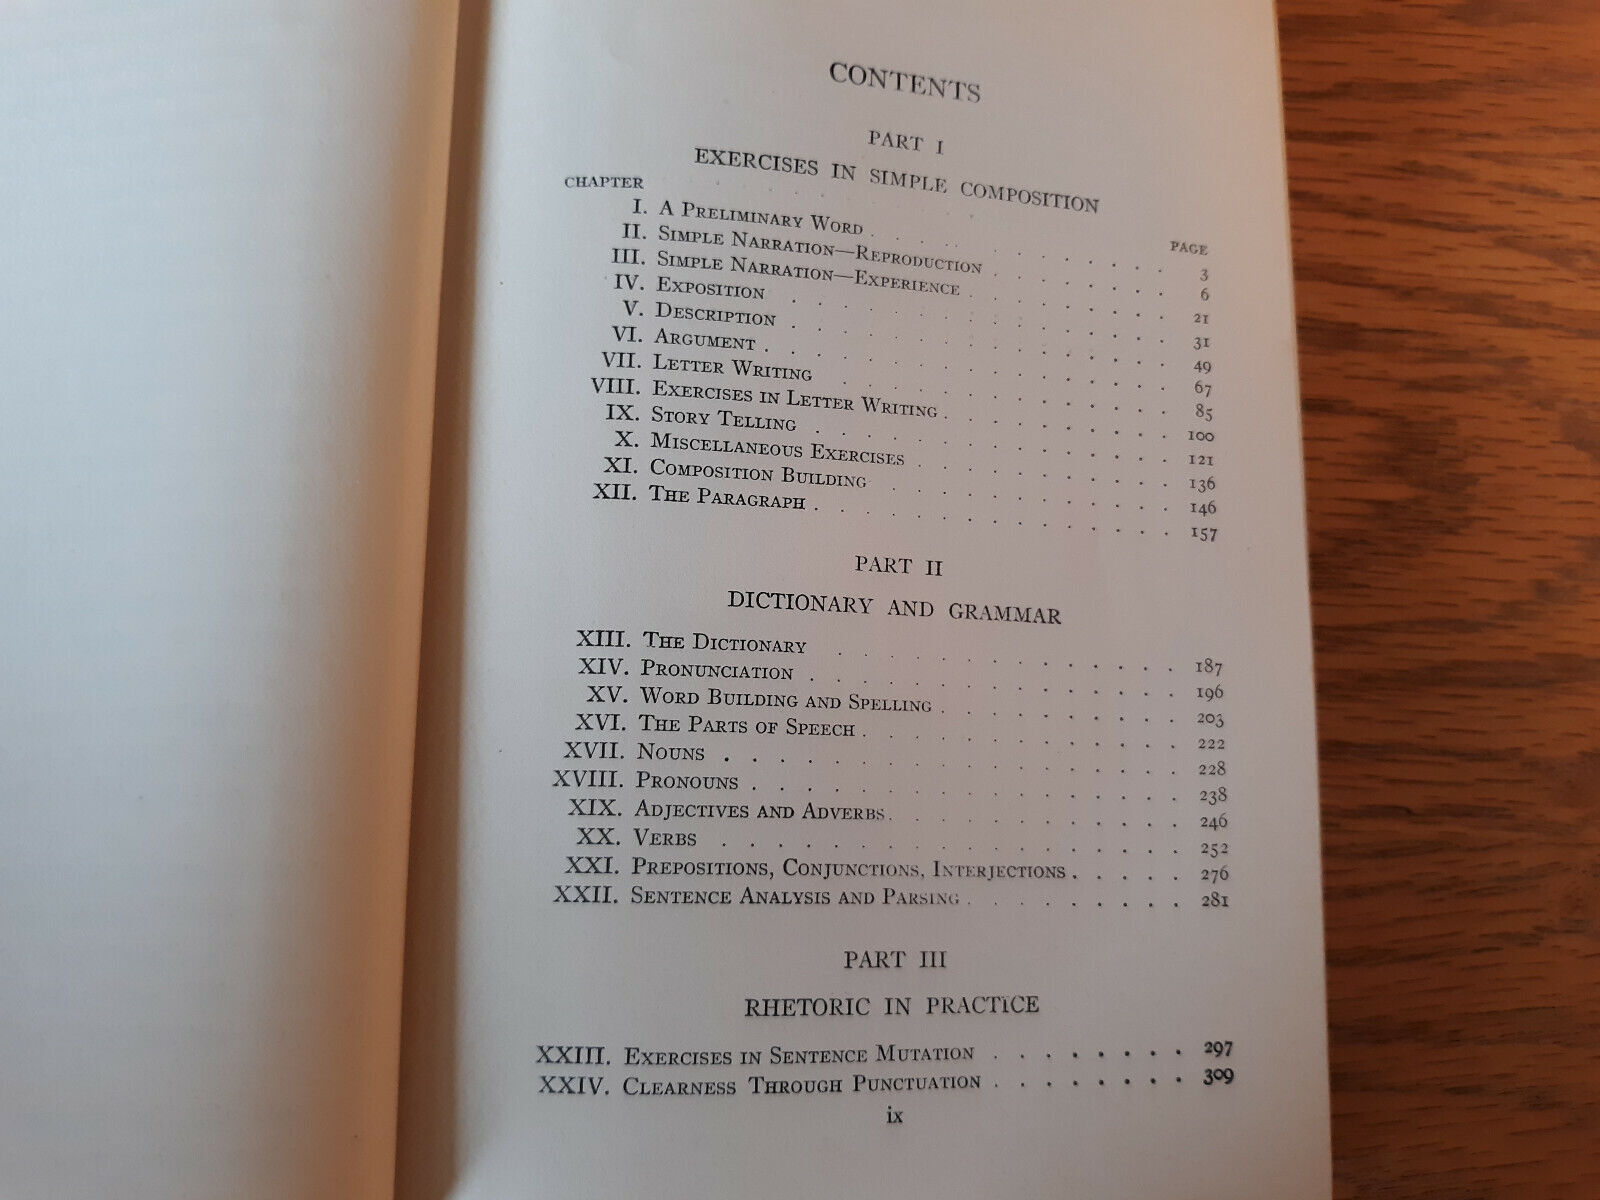 CONTENTS
PART I
EXERCISES IN SIMPLE COMPOSITION
CHAPTER PAGE
I. A Preliminary Word 3
II. Simple Narration—Reproduction 6
III. Simple Narration—Experience 21
IV. Exposition 31
V. Description 49
VI. Argument 67
VII. Letter Writing 85
VIII. Exercises in Letter Writing 100
IX. Story Telling 121
X. Miscellaneous Exercises 136
XI. Composition Building 146
XII. The Paragraph 157
PART II
DICTIONARY AND GRAMMAR
XIII. The Dictionary 187
XIV. Pronunciation 196
XV. Word Building and Spelling 203
XVI. The Parts of Speech 222
XVII. Nouns 228
XVIII. Pronouns 238
XIX. Adjectives and Adverbs 246
XX. Verbs 252
XXI. Prepositions, Conjunctions, Interjections 276
XXII. Sentence Analysis and Parsing 281
PART III
RHETORIC IN PRACTICE
XXIII. Exercises in Sentence Mutation 297
XXIV. Clearness Through Punctuation 309
ix